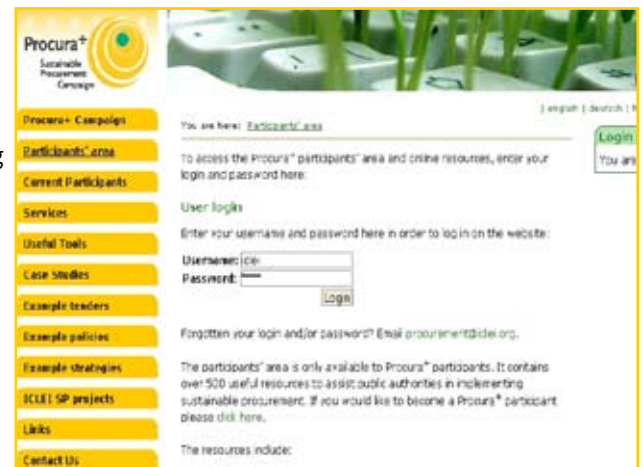 Procura+
Sustainable
Procurement
Campaign
| english | deutsch |
Procura+ Campaign
Participants' area
Current Participants
Services
Useful Tools
Case Studies
Example tenders
Example policies
Example strategies
ICLEI SP projects
Links
Contact Us
You are here: Participants' area
To access the Procura+ participants' area and online resources, enter your
login and password here:
User login
Enter your username and password here in order to log in on the website:
Username: iclei
Password:
Login
Forgotten your login and/or password? Email procurement@iclei.org.
The participants' area is only available to Procura+ participants. It contains
over 500 useful resources to assist public authorities in implementing
sustainable procurement. If you would like to become a Procura+ participant
please click here.
The resources include:
Login
You are
g